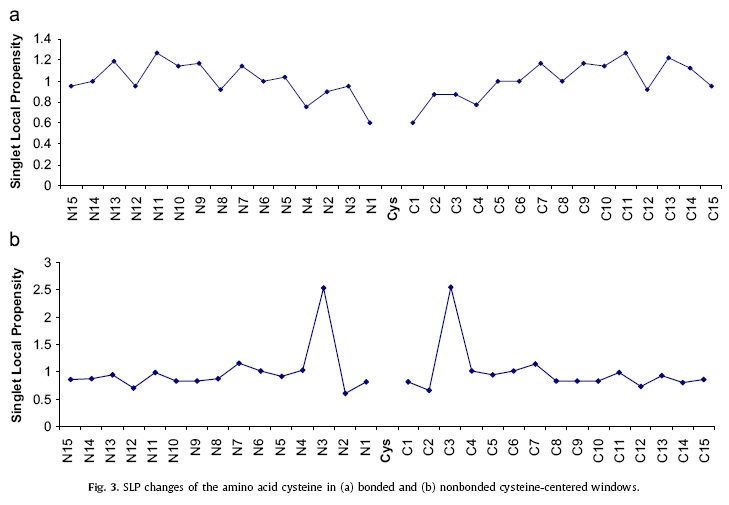 a
Singlet Local Propensity
1.4
1.2
1
0.8
0.6
0.4
0.2
0
N15 N14 N13 N12 N11 N10 N9 N8 N7 N6 N5 N4 N2 N3 N1 Cys C1 C2 C3 C4 C5 C6 C7 C8 C9 C10 C11 C12 C13 C14 C15
b
Singlet Local Propensity
3
2.5
2
1.5
1
0.5
0
N15 N14 N13 N12 N11 N10 N9 N8 N7 N6 N5 N4 N3 N2 N1 Cys C1 C2 C3 C4 C5 C6 C7 C8 C9 C10 C11 C12 C13 C14 C15
Fig. 3. SLP changes of the amino acid cysteine in (a) bonded and (b) nonbonded cysteine-centered windows.